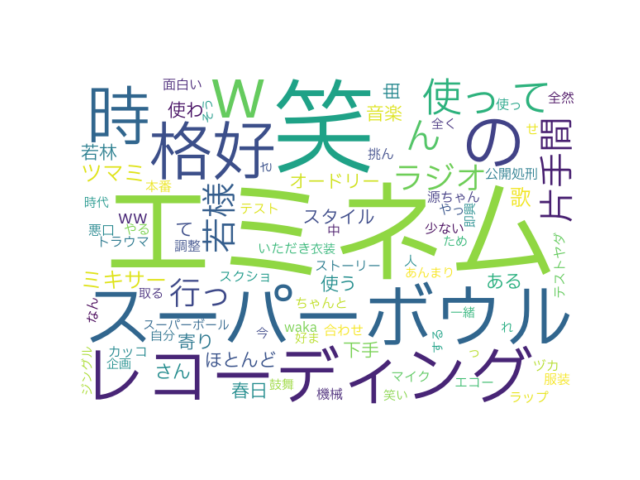 エミネム
笑
スーパーボウル
レコーディング
格好
時
w
の
使って
ん
片手間
若様
行っ
ラジオ
面白い
使わ
そう
若林
ツマミ
本番
音楽
全く
使っ
全然
せ
挑ん
オードリー
公開処刑
源ちゃん
やっ
歌
時代
ww
て
悪口
やる
トラウマ
調整
テスト
スタイル
中
少ない
ため
即興
テストヤダ
いただき
衣装
ミキサー
スクショ
ストーリー
人
使う
あんまり
ある
なん
取る
ちゃんと
スーパーボール
自分
今
waka
好ま
合わせ
一緒
れ
カッコ
企画
寄り
ほとんど
下手
する
っ
ジングル
さん
春日
鼓舞
機械
マイク
笑い
エコー
ラップ
ヅカ
服装